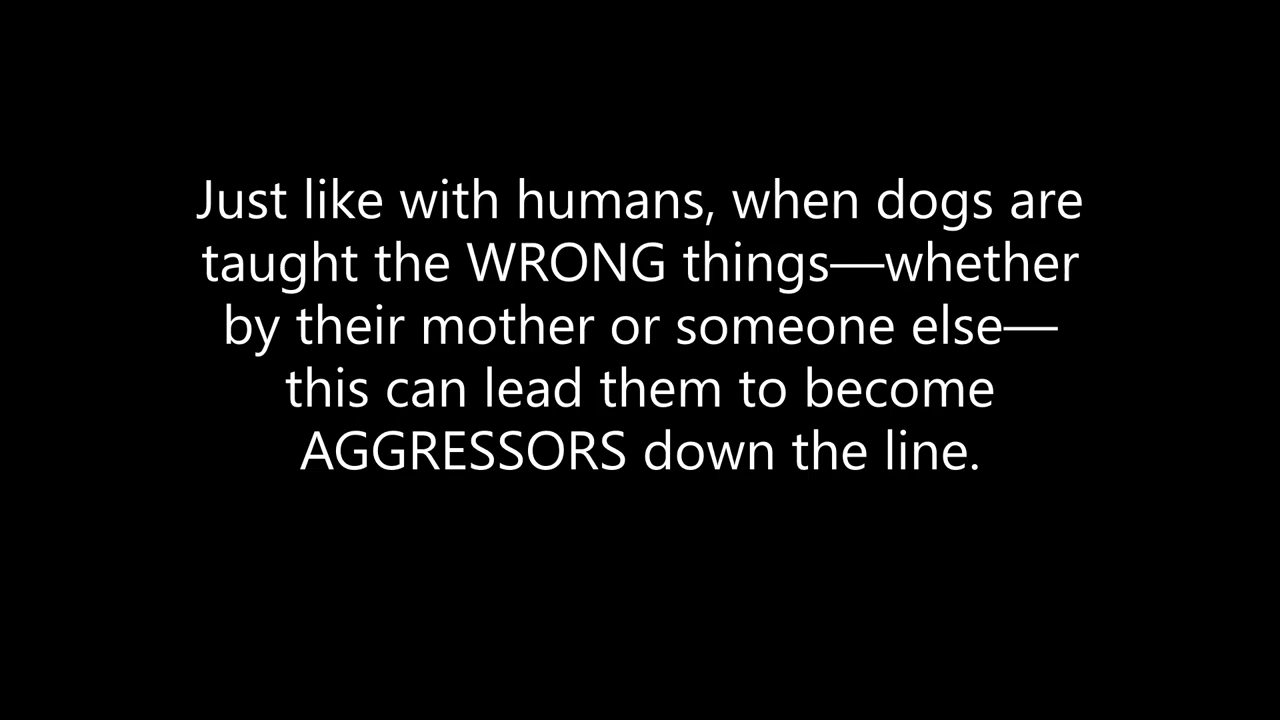 Just like with humans, when dogs are
taught the WRONG things—whether
by their mother or someone else—
this can lead them to become
AGGRESSORS down the line.